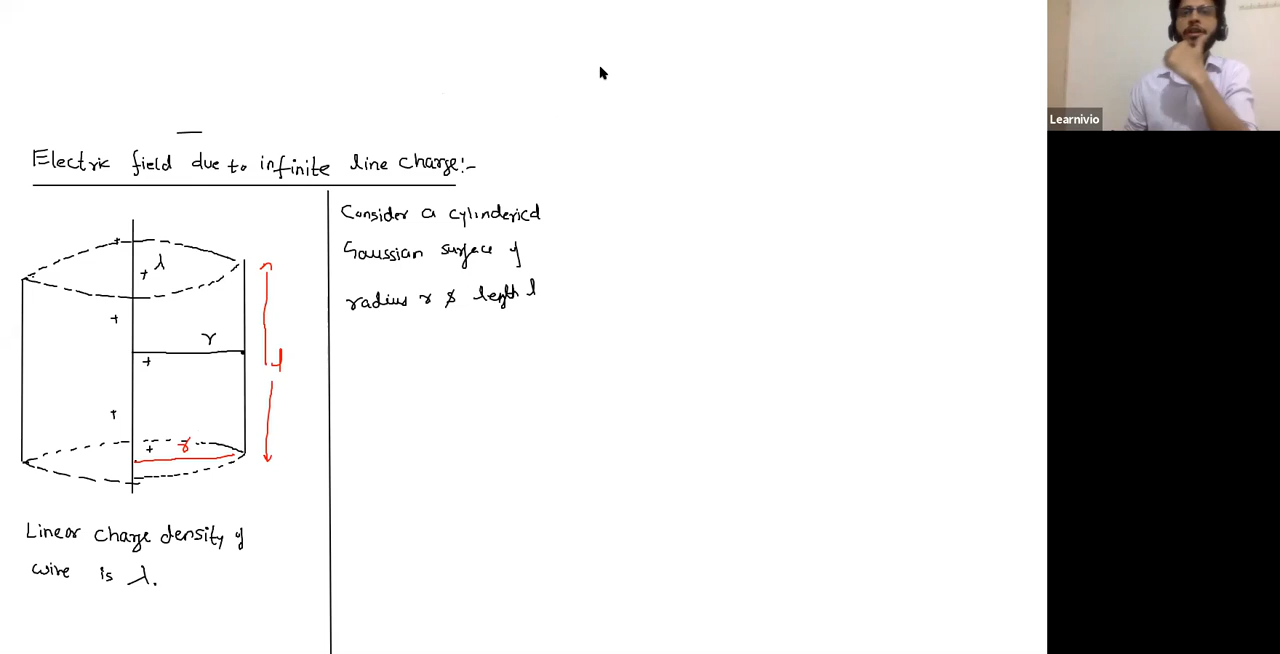 Electric field due to infinite line charge:-
Consider a cylinderical
Gaussian surface of
radius r & length l
+
λ
+
+
r
+
l
+
+
r
Linear charge density of
wire is λ.
Learnivio